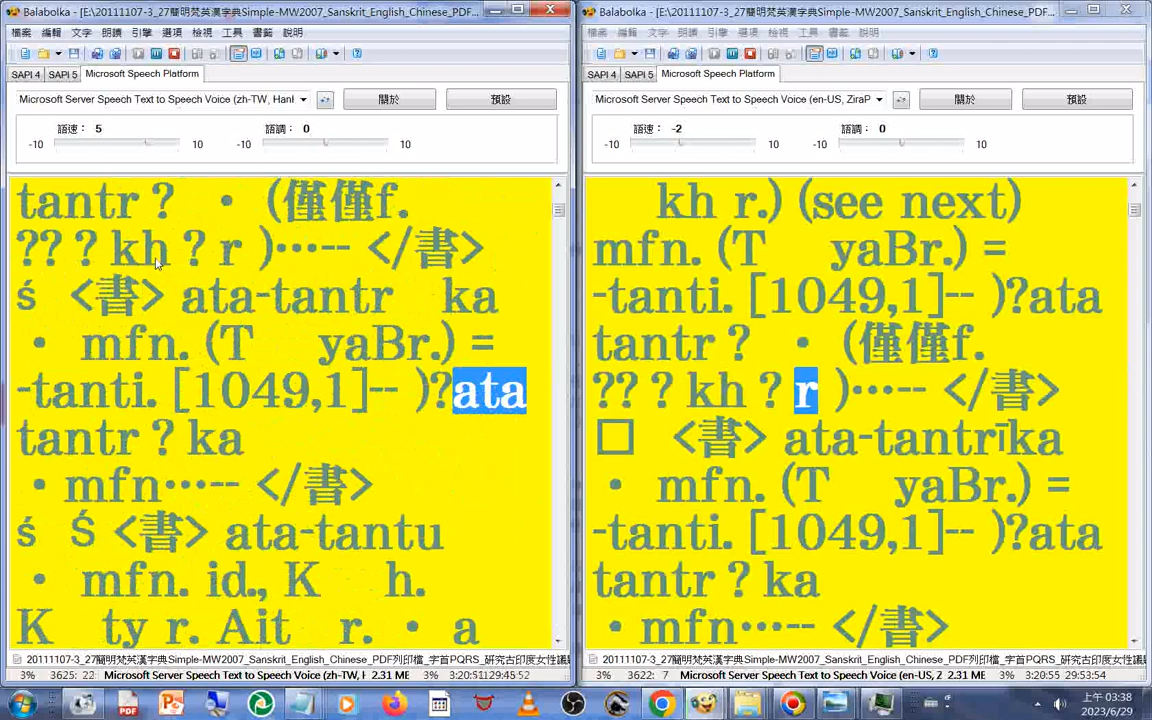 Balabolka - [E:\20111107-3_27簡明梵英漢字典Simple-MW2007_Sanskrit_English_Chinese_PDF...
檔案 編輯 文字 朗讀 引擎 選項 檢視 工具 書籤 說明
SAPI 4 SAPI 5 Microsoft Speech Platform
Microsoft Server Speech Text to Speech Voice (zh-TW, Hanl
關於 預設
語速： 5 語調： 0
-10 10 -10 10
tantr ? • (僅僅f.
?? ? kh ? r )…-- </書>
ś <書> ata-tantr ka
• mfn. (T yaBr.) =
-tanti. [1049,1]-- )?ata
tantr ? ka
• mfn…-- </書>
ś Ś <書> ata-tantu
• mfn. id., K h.
K ty r. Ait r. • a
20111107-3_27簡明梵英漢字典Simple-MW2007_Sanskrit_English_Chinese_PDF列印檔_字首PQRS_研究古印度女性議
3% 3625: 22 Microsoft Server Speech Text to Speech Voice (zh-TW, H 2.31 ME 3% 3:20:51/29:48:52
Balabolka - [E:\20111107-3_27簡明梵英漢字典Simple-MW2007_Sanskrit_English_Chinese_PDF...
檔案 編輯 文字 朗讀 引擎 選項 檢視 工具 書籤 說明
SAPI 4 SAPI 5 Microsoft Speech Platform
Microsoft Server Speech Text to Speech Voice (en-US, ZiraP
關於 預設
語速： -2 語調： 0
-10 10 -10 10
kh r.) (see next)
mfn. (T yaBr.) =
-tanti. [1049,1]-- )?ata
tantr ? • (僅僅f.
?? ? kh ? r )…-- </書>
□ <書> ata-tantrīka
• mfn. (T yaBr.) =
-tanti. [1049,1]-- )?ata
tantr ? ka
• mfn…-- </書>
20111107-3_27簡明梵英漢字典Simple-MW2007_Sanskrit_English_Chinese_PDF列印檔_字首PQRS_研究古印度女性議
3% 3622: 7 Microsoft Server Speech Text to Speech Voice (en-US, Z 2.31 ME 3% 3:20:55 29:53:54
PDF
上午 03:38
2023/6/29